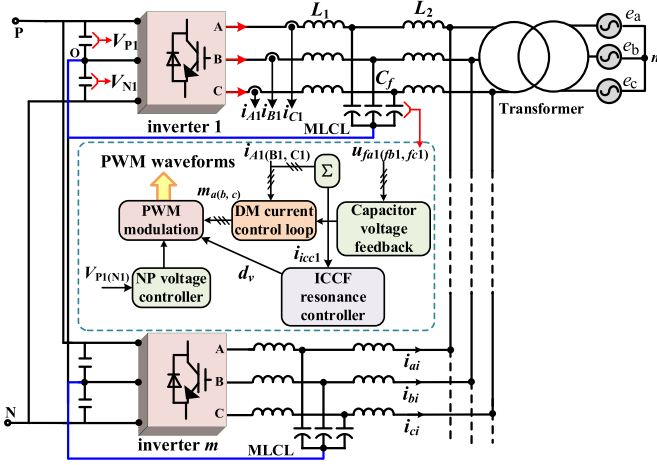 P
O
V_P1
V_N1
A
B
C
inverter 1
i_A1 i_B1 i_C1
L_1
L_2
C_f
MLCL
Transformer
e_a
e_b
e_c
n
PWM waveforms
i_A1(B1, C1)
Σ
u_fa1(fb1, fc1)
m_a(b, c)
PWM
modulation
DM current
control loop
Capacitor
voltage
feedback
i_icc1
d_v
V_P1(N1)
NP voltage
controller
ICCF
resonance
controller
N
A
B
C
inverter m
MLCL
i_ai
i_bi
i_ci